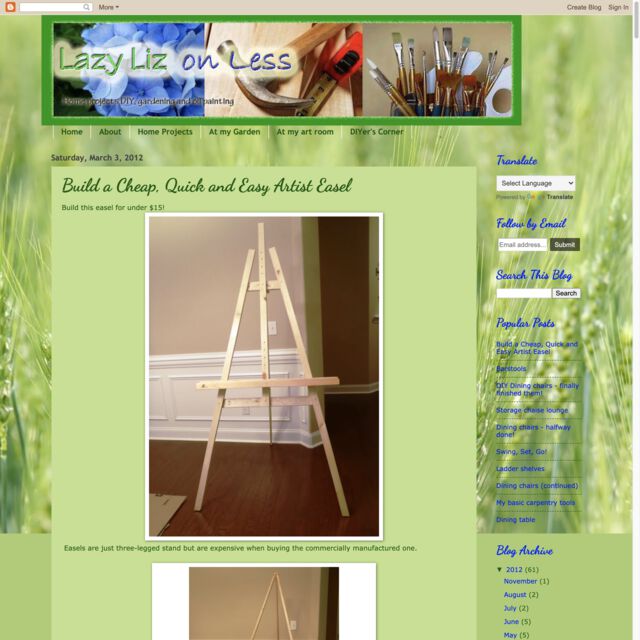 More
Create Blog Sign In
Lazy Liz on Less
Home projects, DIY, gardening and oil painting
Home About Home Projects At my Garden At my art room DIYer's Corner
Saturday, March 3, 2012
Build a Cheap, Quick and Easy Artist Easel
Build this easel for under $15!
Easels are just three-legged stand but are expensive when buying the commercially manufactured one.
Translate
Select Language
Powered by Translate
Follow by Email
Email address... Submit
Search This Blog
Search
Popular Posts
Build a Cheap, Quick and
Easy Artist Easel
Barstools
DIY Dining chairs - finally
finished them!
Storage chaise lounge
Dining chairs - halfway
done!
Swing, Set, Go!
Ladder shelves
Dining chairs (continued)
My basic carpentry tools
Dining table
Blog Archive
▼ 2012 (61)
November (1)
August (2)
July (2)
June (5)
May (5)